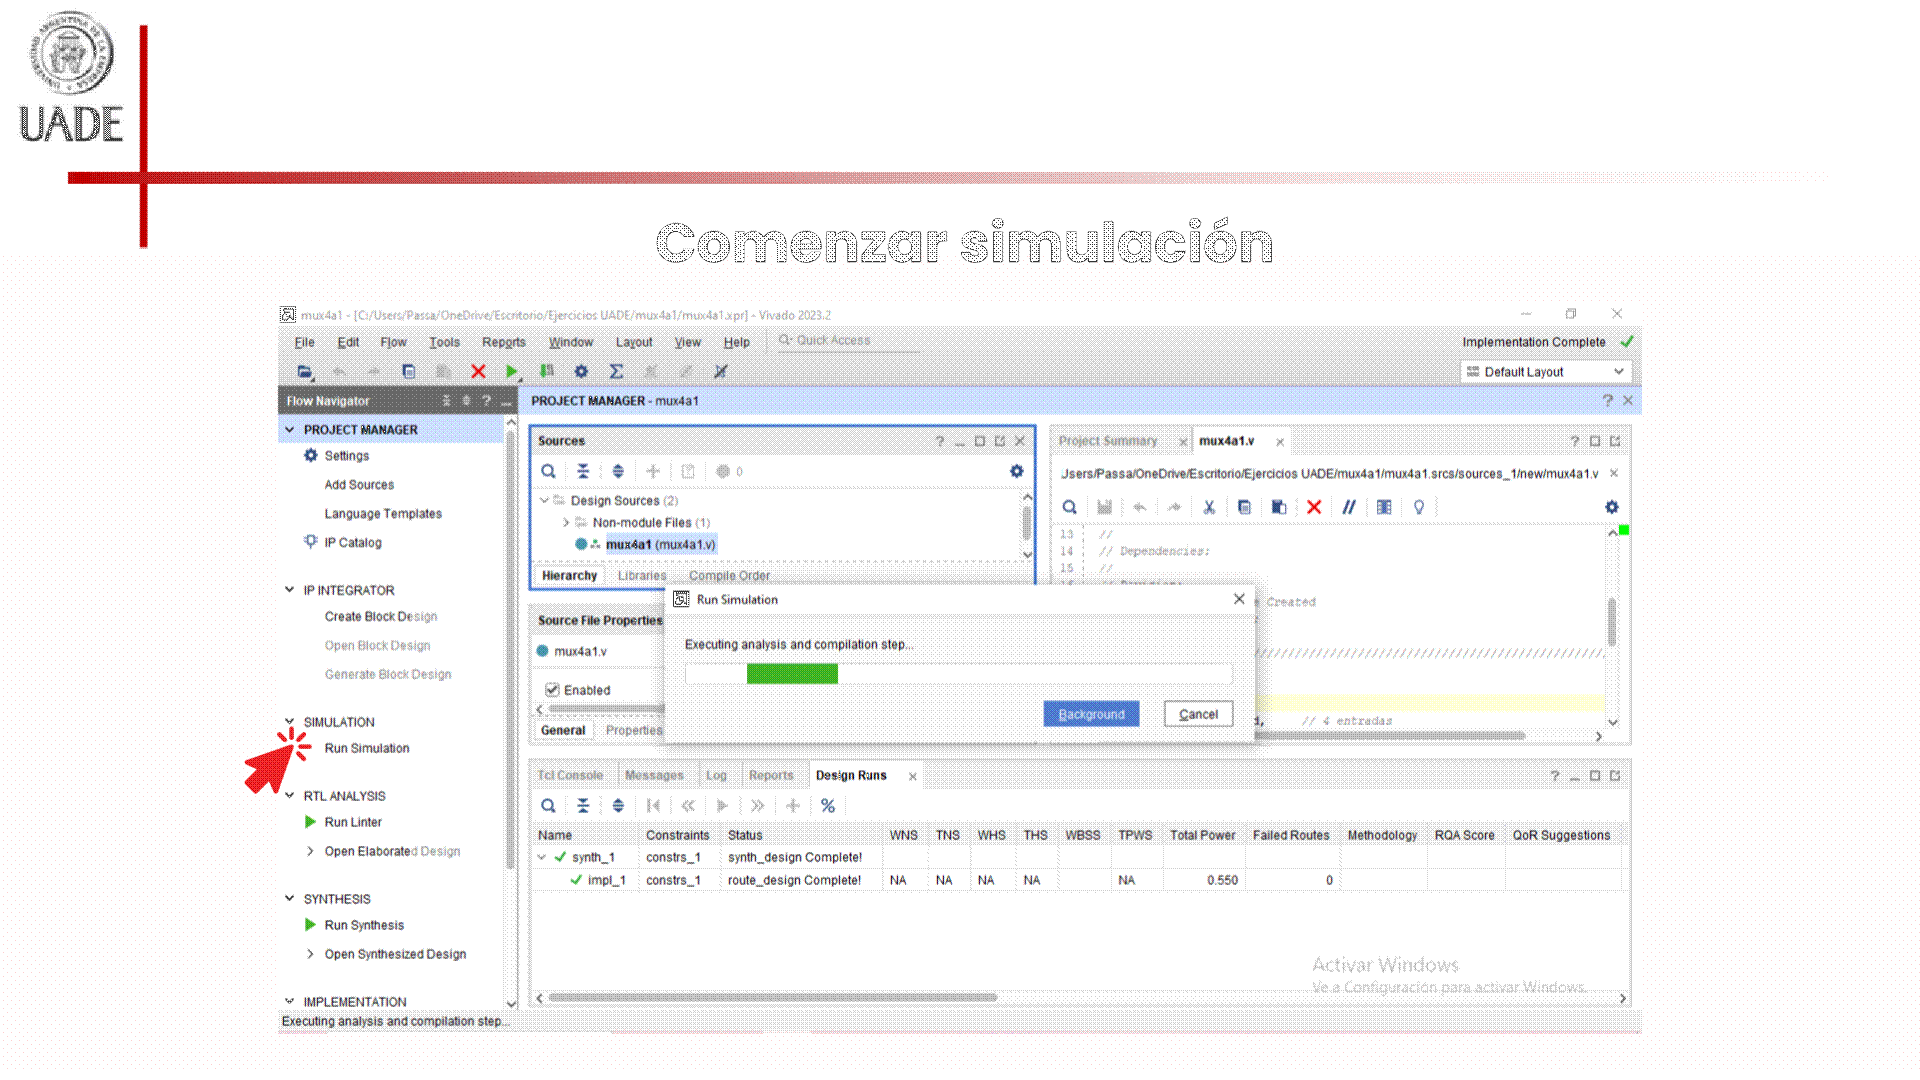 UNIVERSIDAD ARGENTINA DE LA EMPRESA
UADE
Comenzar simulación
mux4a1 - [C:/Users/Passa/OneDrive/Escritorio/Ejercicios UADE/mux4a1/mux4a1.xpr] - Vivado 2023.2
File Edit Flow Tools Reports Window Layout View Help Quick Access
Implementation Complete
Default Layout
Flow Navigator
PROJECT MANAGER - mux4a1
PROJECT MANAGER
Settings
Add Sources
Language Templates
IP Catalog
IP INTEGRATOR
Create Block Design
Open Block Design
Generate Block Design
SIMULATION
Run Simulation
RTL ANALYSIS
Run Linter
Open Elaborated Design
SYNTHESIS
Run Synthesis
Open Synthesized Design
IMPLEMENTATION
Executing analysis and compilation step...
Sources
0
Design Sources (2)
Non-module Files (1)
mux4a1 (mux4a1.v)
Hierarchy Libraries Compile Order
Source File Properties
mux4a1.v
Enabled
General Properties
Project Summary mux4a1.v
Jsers/Passa/OneDrive/Escritorio/Ejercicios UADE/mux4a1/mux4a1.srcs/sources_1/new/mux4a1.v
13 //
14 // Dependencies:
15 //
Created
//////////////////////////////////////////////////
d, // 4 entradas
Run Simulation
Executing analysis and compilation step...
Background Cancel
Tcl Console Messages Log Reports Design Runs
Name Constraints Status WNS TNS WHS THS WBSS TPWS Total Power Failed Routes Methodology RQA Score QoR Suggestions
synth_1 constrs_1 synth_design Complete!
impl_1 constrs_1 route_design Complete! NA NA NA NA NA 0.550 0
Activar Windows
Ve a Configuración para activar Windows.